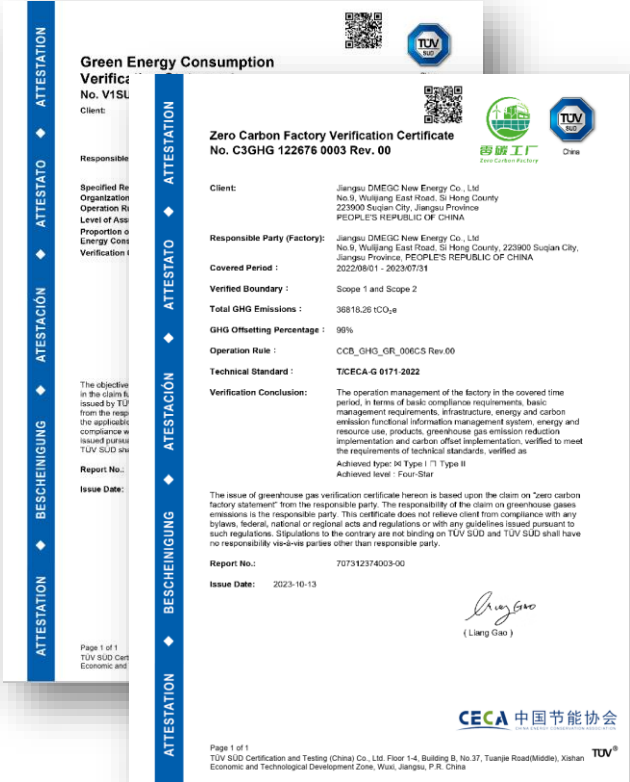 ATTESTATION ◆ BESCHEINIGUNG ◆ ATESTACIÓN ◆ ATTESTATO ◆ ATTESTATION
TÜV
SÜD
Green Energy Consumption
Verifica
No. V1SU
Client:
Responsible
Specified Re
Organization
Operation Ru
Level of Ass
Proportion o
Energy Cons
Verification
The objective
in the claim fu
issued by TÜ
from the resp
the applicable
compliance w
issued pursua
TÜV SÜD sha
Report No.:
Issue Date:
Page 1 of 1
TÜV SÜD Cert
Economic and
ATTESTATION ◆ BESCHEINIGUNG ◆ ATESTACIÓN ◆ ATTESTATO ◆ ATTESTATION
零碳工厂
Zero Carbon Factory
TÜV
SÜD
China
Zero Carbon Factory Verification Certificate
No. C3GHG 122676 0003 Rev. 00
Client: Jiangsu DMEGC New Energy Co., Ltd
No.9, Wulijiang East Road, Si Hong County
223900 Suqian City, Jiangsu Province
PEOPLE'S REPUBLIC OF CHINA
Responsible Party (Factory): Jiangsu DMEGC New Energy Co., Ltd
No.9, Wulijiang East Road, Si Hong County, 223900 Suqian City,
Jiangsu Province, PEOPLE'S REPUBLIC OF CHINA
Covered Period : 2022/08/01 - 2023/07/31
Verified Boundary : Scope 1 and Scope 2
Total GHG Emissions : 36818.26 tCO₂e
GHG Offsetting Percentage : 96%
Operation Rule : CCB_GHG_GR_006CS Rev.00
Technical Standard : T/CECA-G 0171-2022
Verification Conclusion: The operation management of the factory in the covered time
period, in terms of basic compliance requirements, basic
management requirements, infrastructure, energy and carbon
emission functional information management system, energy and
resource use, products, greenhouse gas emission reduction
implementation and carbon offset implementation, verified to meet
the requirements of technical standards, verified as
Achieved type: ☒ Type I ☐ Type II
Achieved level : Four-Star
The issue of greenhouse gas verification certificate hereon is based upon the claim on "zero carbon
factory statement" from the responsible party. The responsibility of the claim on greenhouse gases
emissions is the responsible party. This certificate does not relieve client from compliance with any
bylaws, federal, national or regional acts and regulations or with any guidelines issued pursuant to
such regulations. Stipulations to the contrary are not binding on TÜV SÜD and TÜV SÜD shall have
no responsibility vis-à-vis parties other than responsible party.
Report No.: 707312374003-00
Issue Date: 2023-10-13
( Liang Gao )
CECA 中国节能协会
CHINA ENERGY CONSERVATION ASSOCIATION
Page 1 of 1
TÜV SÜD Certification and Testing (China) Co., Ltd. Floor 1-4, Building B, No.37, Tuanjie Road(Middle), Xishan
Economic and Technological Development Zone, Wuxi, Jiangsu, P.R. China
TÜV®